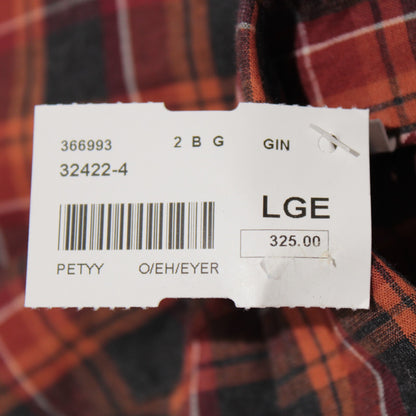 366993 2 B G GIN
32422-4
LGE
325.00
PETYY O/EH/EYER